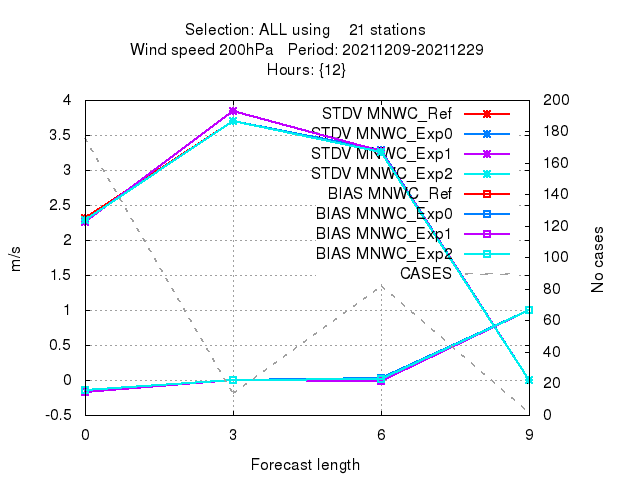 Selection: ALL using 21 stations
Wind speed 200hPa Period: 20211209-20211229
Hours: {12}
4
3.5
3
2.5
2
1.5
1
0.5
0
-0.5
m/s
200
180
160
140
120
100
80
60
40
20
0
No cases
STDV MNWC_Ref
STDV MNWC_Exp0
STDV MNWC_Exp1
STDV MNWC_Exp2
BIAS MNWC_Ref
BIAS MNWC_Exp0
BIAS MNWC_Exp1
BIAS MNWC_Exp2
CASES
0 3 6 9
Forecast length